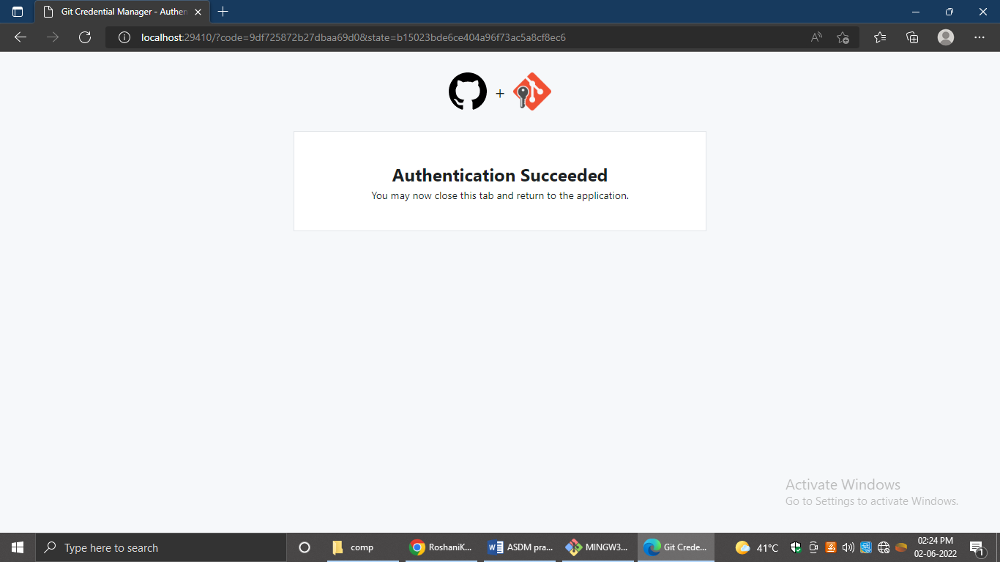 Git Credential Manager - Authen
localhost:29410/?code=9df725872b27dbaa69d0&state=b15023bde6ce404a96f73ac5a8cf8ec6
+
Authentication Succeeded
You may now close this tab and return to the application.
Activate Windows
Go to Settings to activate Windows.
Type here to search
comp
RoshaniK...
ASDM pra...
MINGW3...
Git Crede...
41°C
02:24 PM
02-06-2022
1